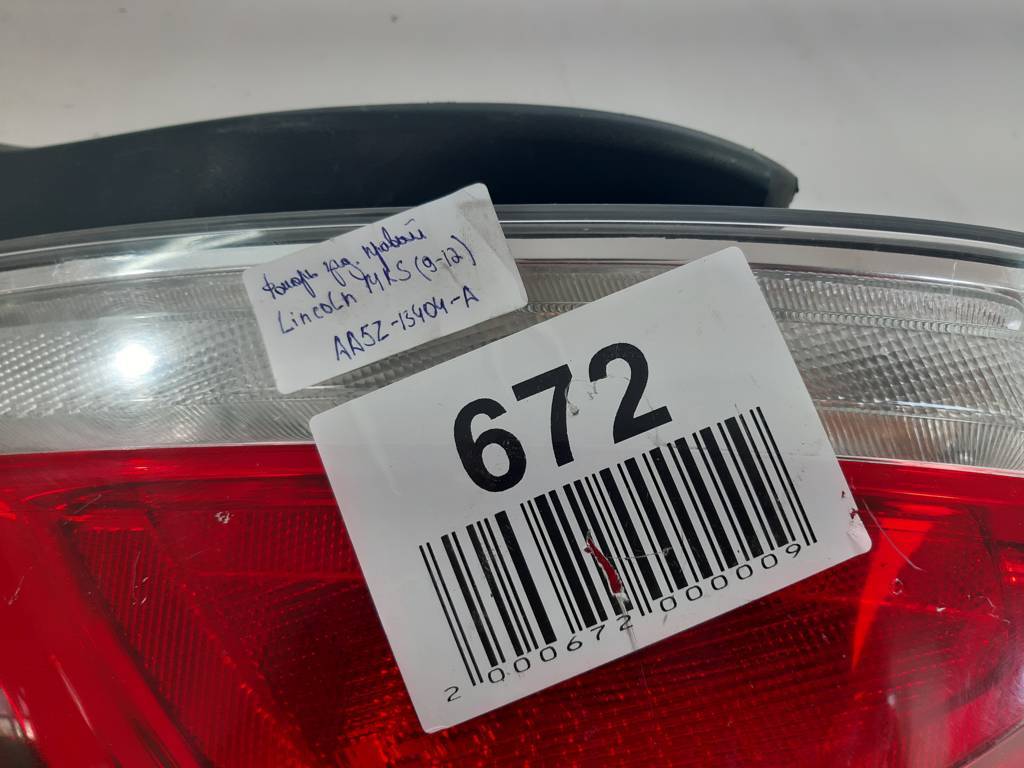 Фонарь зад. правый
Lincoln MKS (9-12)
AA5Z-13404-A
672
2 000672 000009